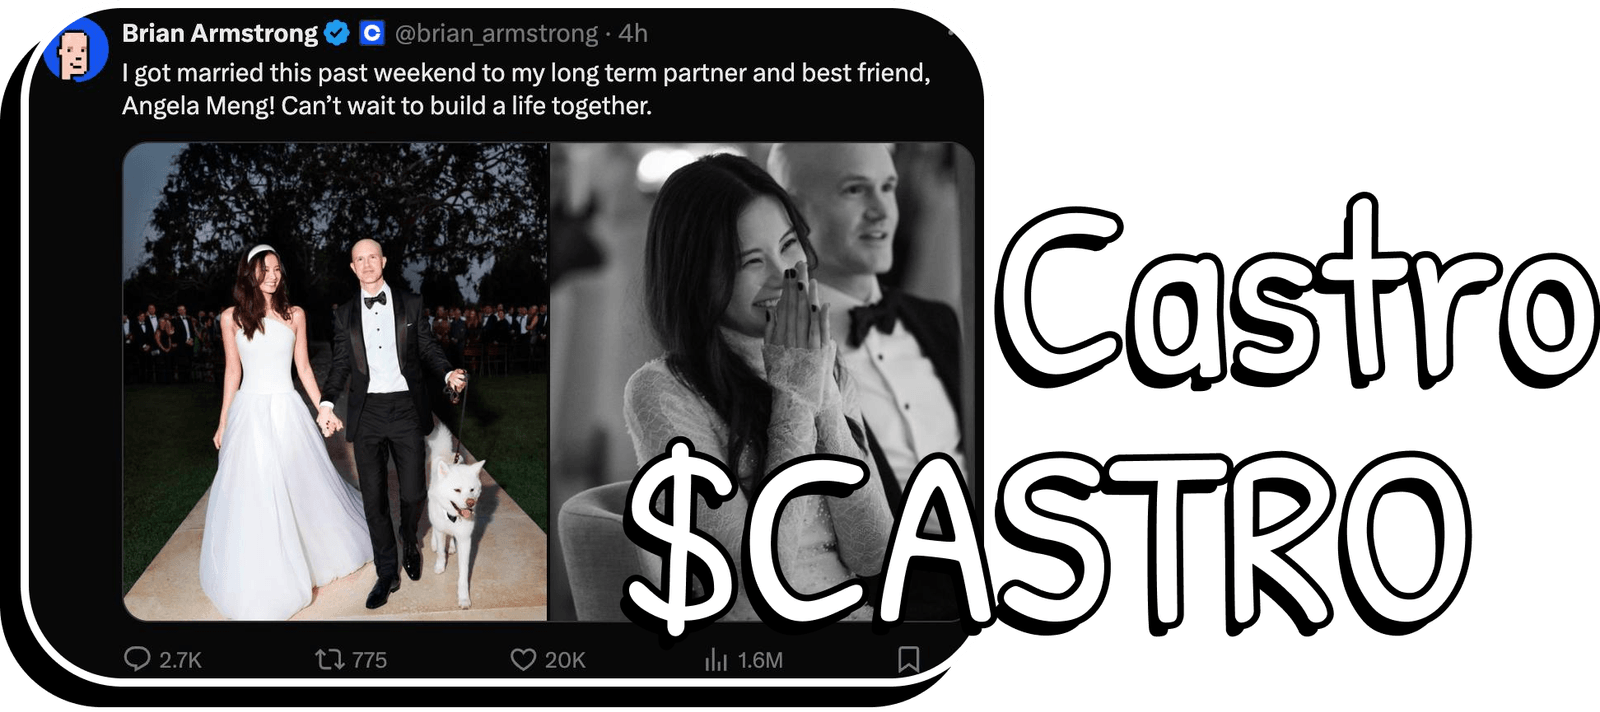 Brian Armstrong @brian_armstrong · 4h
I got married this past weekend to my long term partner and best friend,
Angela Meng! Can’t wait to build a life together.
Castro
$CASTRO
2.7K 775 20K 1.6M